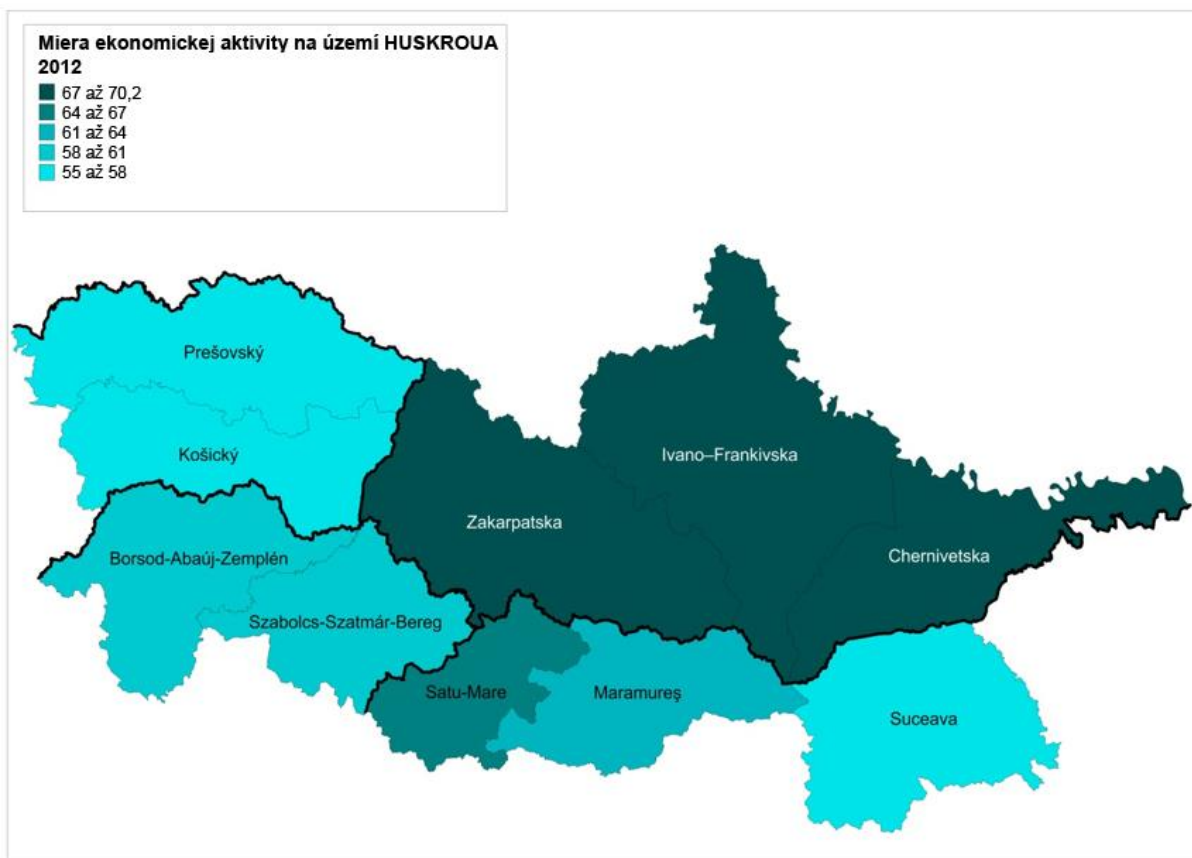 Miera ekonomickej aktivity na území HUSKROUA
2012
67 až 70,2
64 až 67
61 až 64
58 až 61
55 až 58
Prešovský
Košický
Ivano–Frankivska
Zakarpatska
Borsod-Abaúj-Zemplén
Chernivetska
Szabolcs-Szatmár-Bereg
Satu-Mare
Maramureş
Suceava